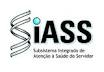 SiASS
Subsistema Integrado de
Atenção à Saúde do Servidor